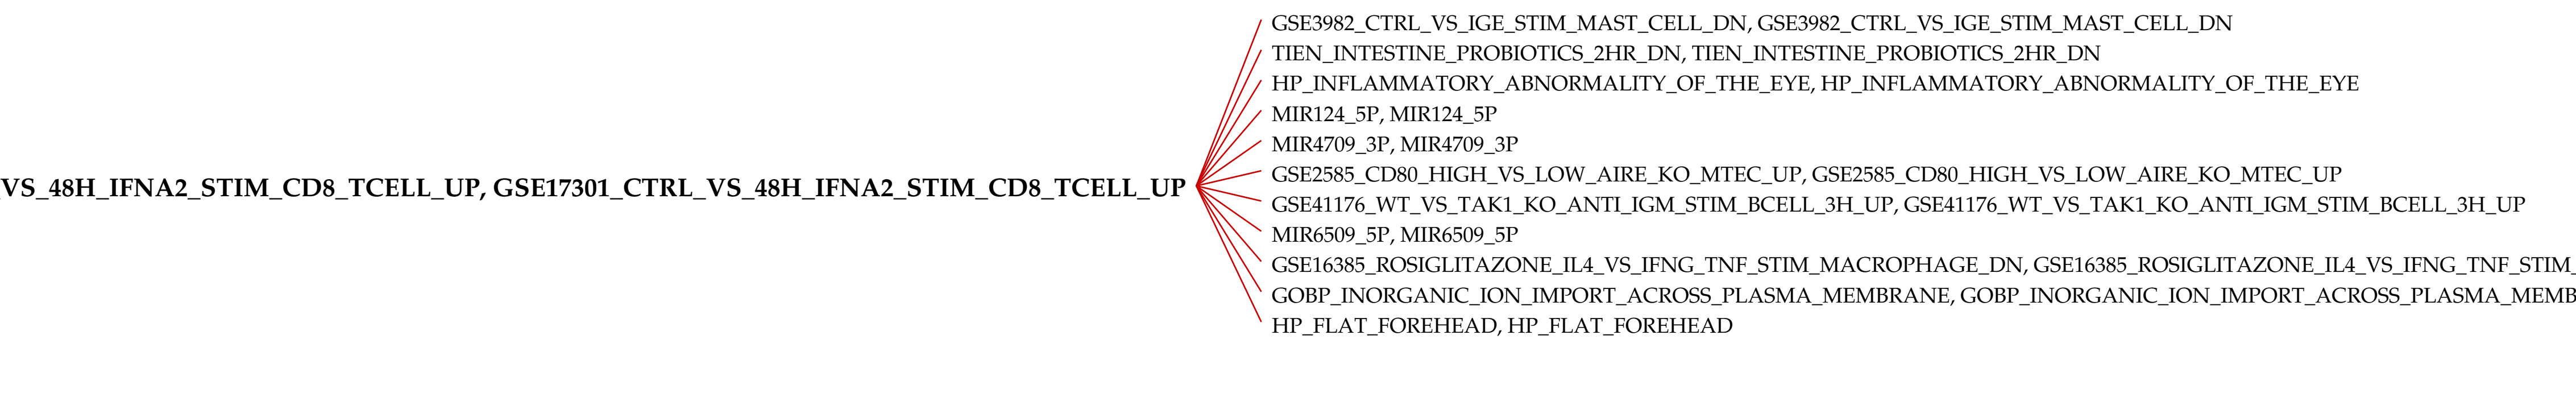 GSE3982_CTRL_VS_IGE_STIM_MAST_CELL_DN, GSE3982_CTRL_VS_IGE_STIM_MAST_CELL_DN
TIEN_INTESTINE_PROBIOTICS_2HR_DN, TIEN_INTESTINE_PROBIOTICS_2HR_DN
HP_INFLAMMATORY_ABNORMALITY_OF_THE_EYE, HP_INFLAMMATORY_ABNORMALITY_OF_THE_EYE
MIR124_5P, MIR124_5P
MIR4709_3P, MIR4709_3P
GSE2585_CD80_HIGH_VS_LOW_AIRE_KO_MTEC_UP, GSE2585_CD80_HIGH_VS_LOW_AIRE_KO_MTEC_UP
VS_48H_IFNA2_STIM_CD8_TCELL_UP, GSE17301_CTRL_VS_48H_IFNA2_STIM_CD8_TCELL_UP
GSE41176_WT_VS_TAK1_KO_ANTI_IGM_STIM_BCELL_3H_UP, GSE41176_WT_VS_TAK1_KO_ANTI_IGM_STIM_BCELL_3H_UP
MIR6509_5P, MIR6509_5P
GSE16385_ROSIGLITAZONE_IL4_VS_IFNG_TNF_STIM_MACROPHAGE_DN, GSE16385_ROSIGLITAZONE_IL4_VS_IFNG_TNF_STIM_
GOBP_INORGANIC_ION_IMPORT_ACROSS_PLASMA_MEMBRANE, GOBP_INORGANIC_ION_IMPORT_ACROSS_PLASMA_MEMB
HP_FLAT_FOREHEAD, HP_FLAT_FOREHEAD